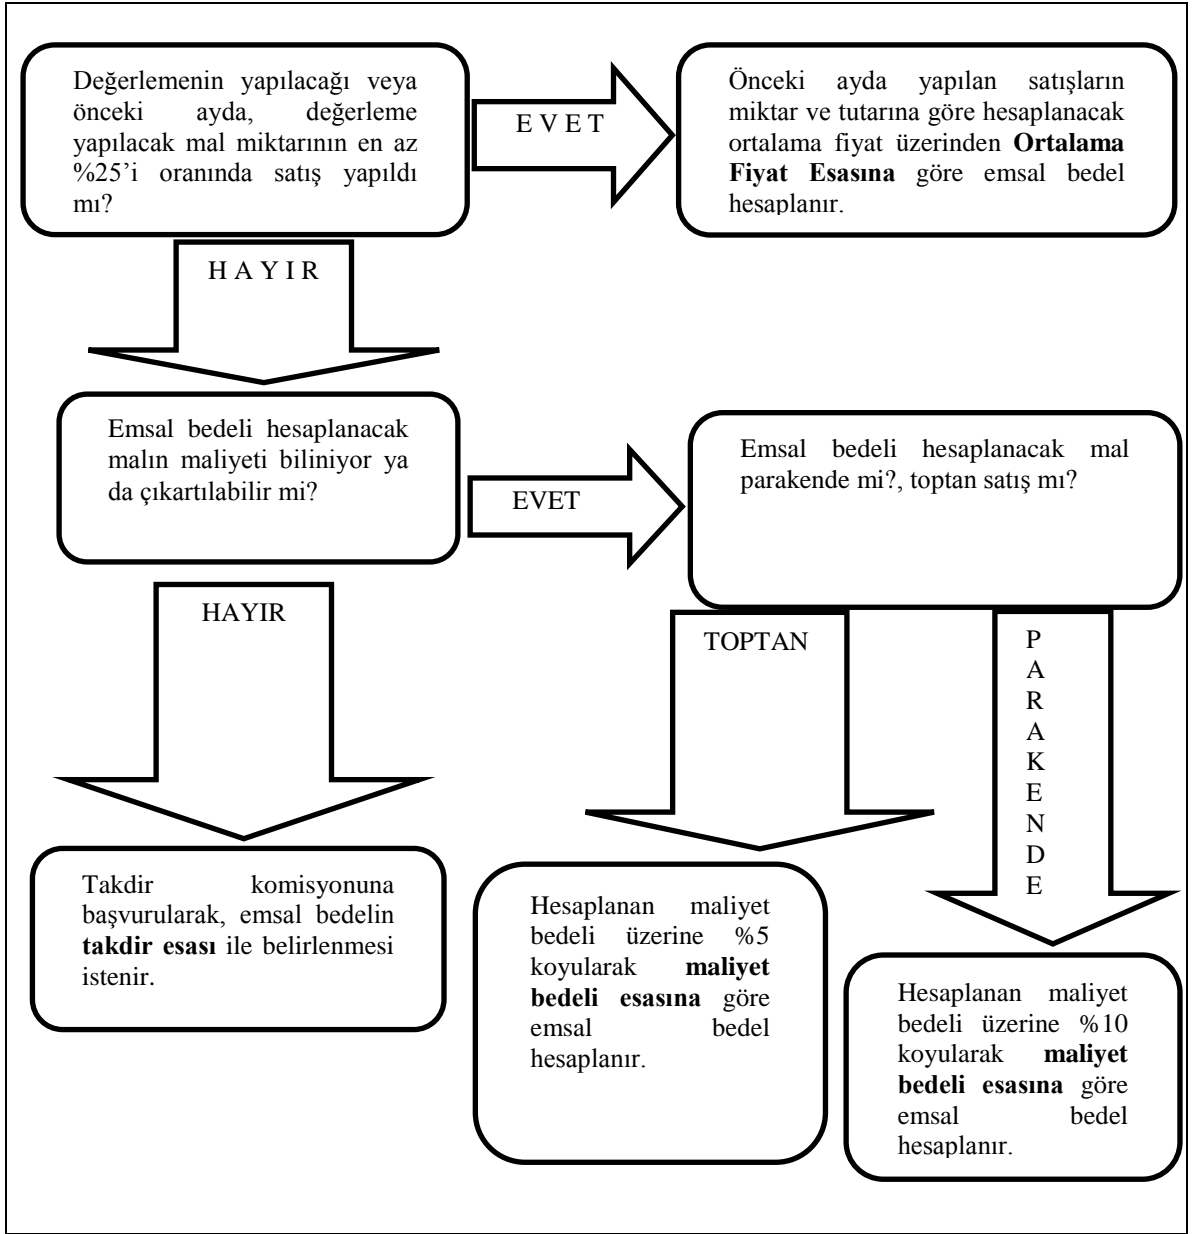 Değerlemenin yapılacağı veya
önceki ayda, değerleme
yapılacak mal miktarının en az
%25’i oranında satış yapıldı
mı?
E V E T
Önceki ayda yapılan satışların
miktar ve tutarına göre hesaplanacak
ortalama fiyat üzerinden Ortalama
Fiyat Esasına göre emsal bedel
hesaplanır.
H A Y I R
Emsal bedeli hesaplanacak
malın maliyeti biliniyor ya
da çıkartılabilir mi?
EVET
Emsal bedeli hesaplanacak mal
parakende mi?, toptan satış mı?
HAYIR
TOPTAN
P
A
R
A
K
E
N
D
E
Takdir komisyonuna
başvurularak, emsal bedelin
takdir esası ile belirlenmesi
istenir.
Hesaplanan maliyet
bedeli üzerine %5
koyularak maliyet
bedeli esasına göre
emsal bedel
hesaplanır.
Hesaplanan maliyet
bedeli üzerine %10
koyularak maliyet
bedeli esasına göre
emsal bedel
hesaplanır.